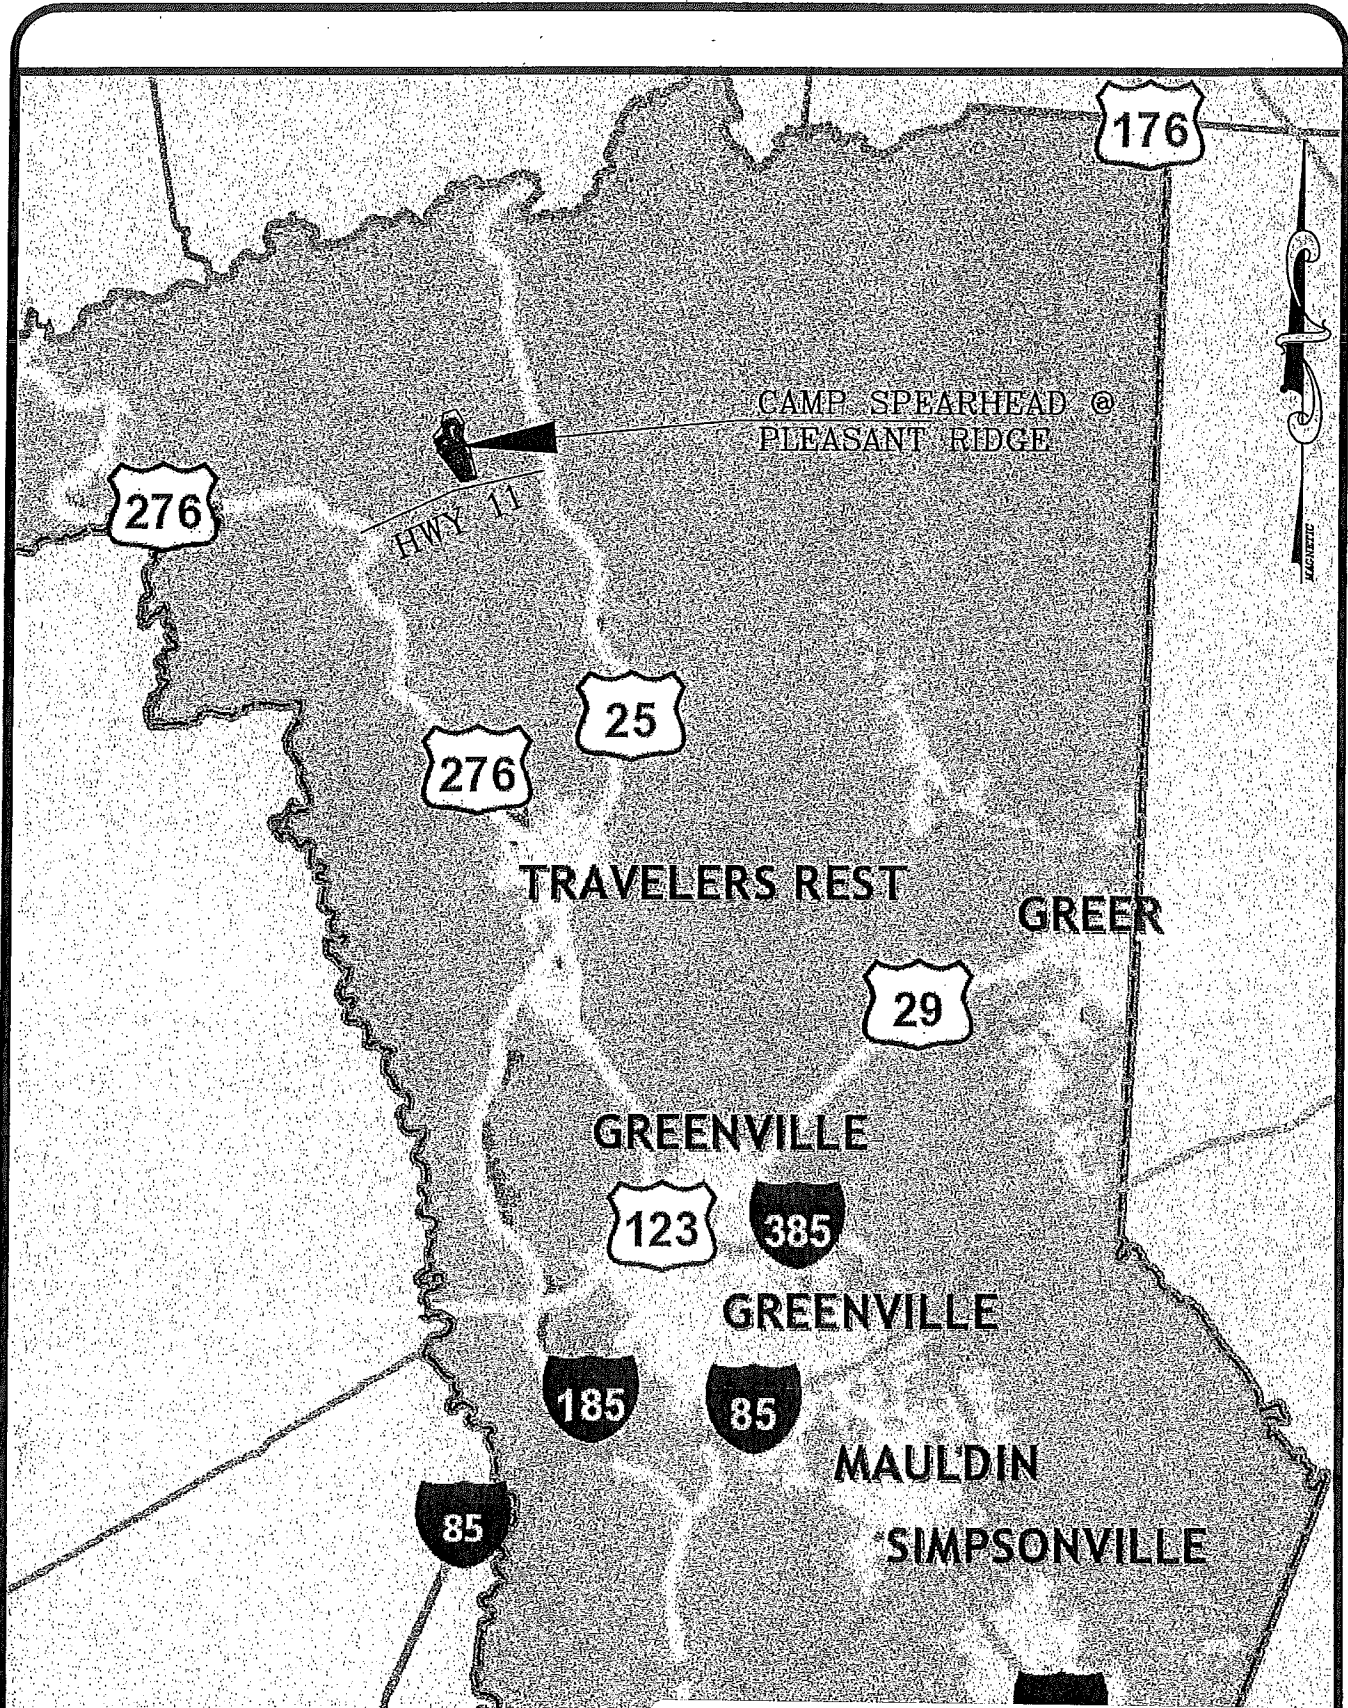 176
CAMP SPEARHEAD @
PLEASANT RIDGE
276
HWY 11
MAGNETIC
25
276
TRAVELERS REST
GREER
29
GREENVILLE
123
385
GREENVILLE
185
85
MAULDIN
85
SIMPSONVILLE